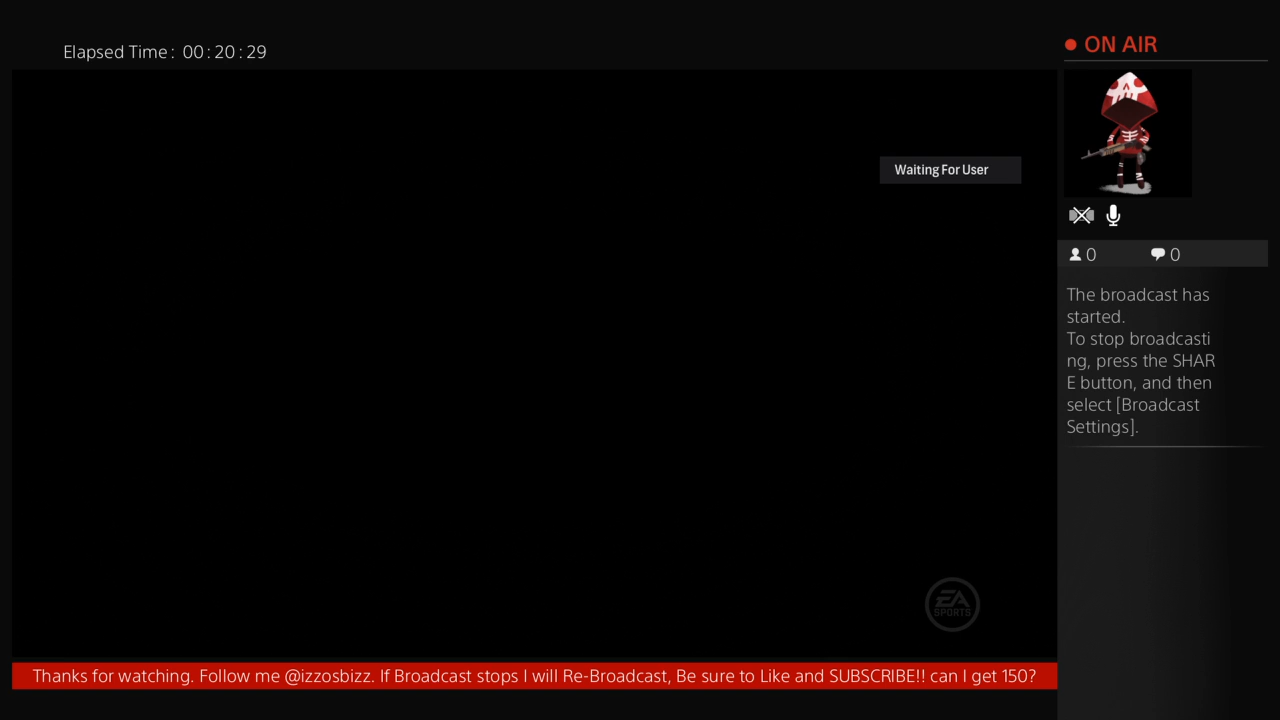 Elapsed Time: 00:20:29
ON AIR
Waiting For User
0 0
The broadcast has
started.
To stop broadcasti
ng, press the SHAR
E button, and then
select [Broadcast
Settings].
EA
SPORTS
Thanks for watching. Follow me @izzosbizz. If Broadcast stops I will Re-Broadcast, Be sure to Like and SUBSCRIBE!! can I get 150?